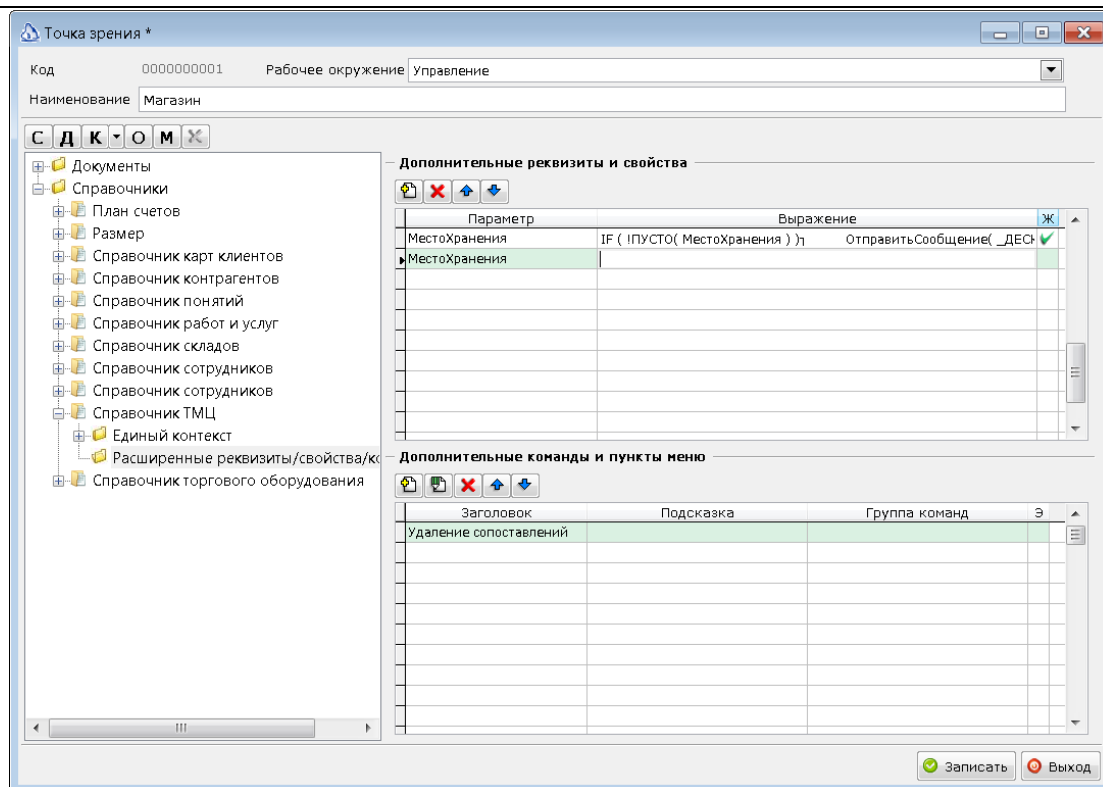 Точка зрения *
Код 0000000001 Рабочее окружение Управление
Наименование Магазин
С Д К О М
Документы
Справочники
План счетов
Размер
Справочник карт клиентов
Справочник контрагентов
Справочник понятий
Справочник работ и услуг
Справочник складов
Справочник сотрудников
Справочник сотрудников
Справочник ТМЦ
Единый контекст
Расширенные реквизиты/свойства/ко
Справочник торгового оборудования
Дополнительные реквизиты и свойства
Параметр Выражение Ж
МестоХранения IF ( !ПУСТО( МестоХранения ) ) ОтправитьСообщение( _ДЕСК
МестоХранения
Дополнительные команды и пункты меню
Заголовок Подсказка Группа команд Э
Удаление сопоставлений
Записать Выход